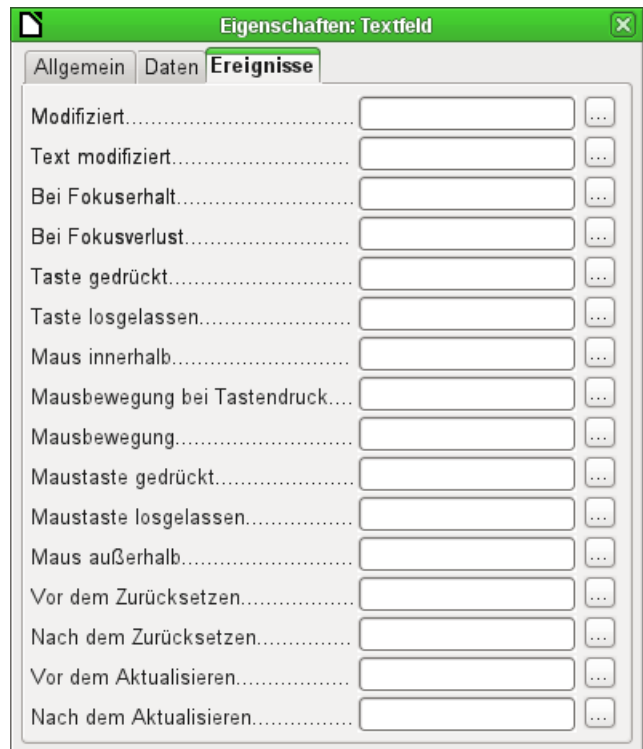 Eigenschaften: Textfeld
Allgemein Daten Ereignisse
Modifiziert.................................... ...
Text modifiziert............................ ...
Bei Fokuserhalt............................ ...
Bei Fokusverlust........................... ...
Taste gedrückt.............................. ...
Taste losgelassen........................ ...
Maus innerhalb............................. ...
Mausbewegung bei Tastendruck.... ...
Mausbewegung............................ ...
Maustaste gedrückt...................... ...
Maustaste losgelassen................. ...
Maus außerhalb........................... ...
Vor dem Zurücksetzen................. ...
Nach dem Zurücksetzen............... ...
Vor dem Aktualisieren.................. ...
Nach dem Aktualisieren................ ...